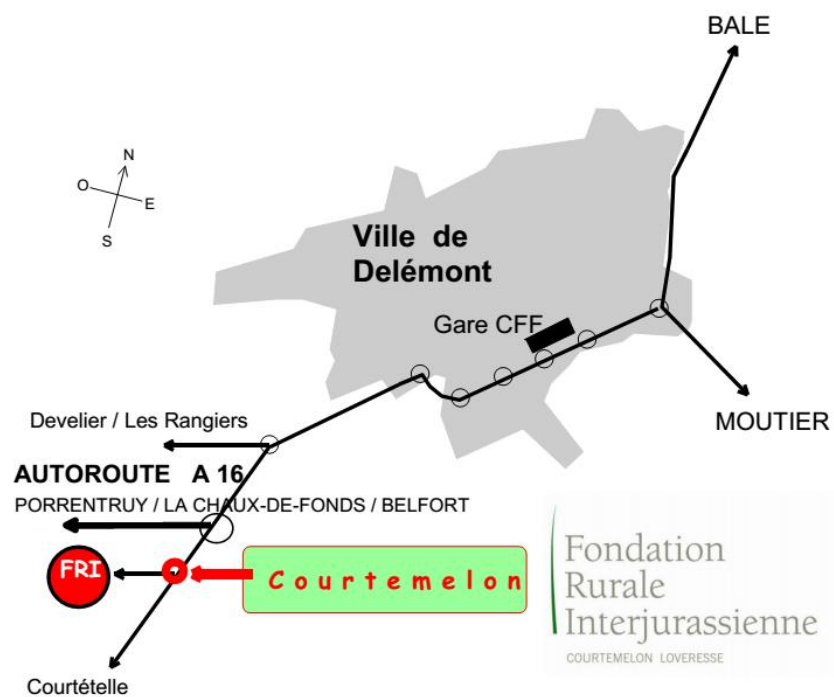 BALE
N
O
E
S
Ville de
Delémont
Gare CFF
MOUTIER
Develier / Les Rangiers
AUTOROUTE A 16
PORRENTRUY / LA CHAUX-DE-FONDS / BELFORT
FRI
Courtemelon
Courtételle
Fondation
Rurale
Interjurassienne
COURTEMELON LOVERESSE